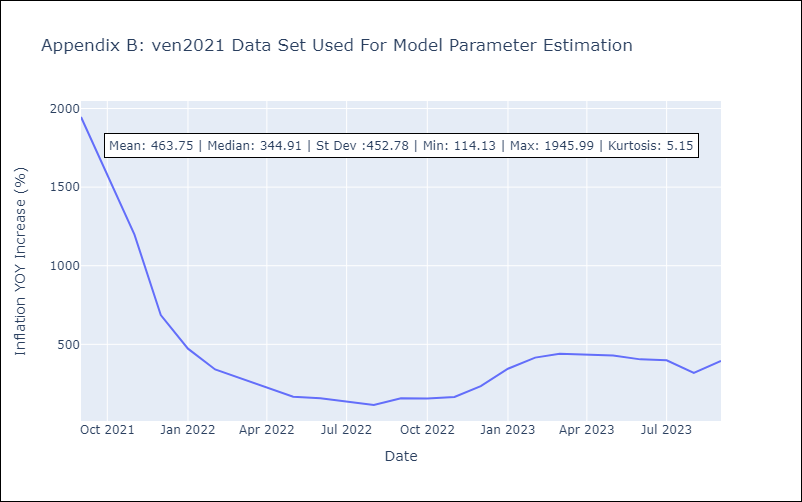 Appendix B: ven2021 Data Set Used For Model Parameter Estimation
2000
Mean: 463.75 | Median: 344.91 | St Dev :452.78 | Min: 114.13 | Max: 1945.99 | Kurtosis: 5.15
1500
1000
500
Inflation YOY Increase (%)
Oct 2021 Jan 2022 Apr 2022 Jul 2022 Oct 2022 Jan 2023 Apr 2023 Jul 2023
Date